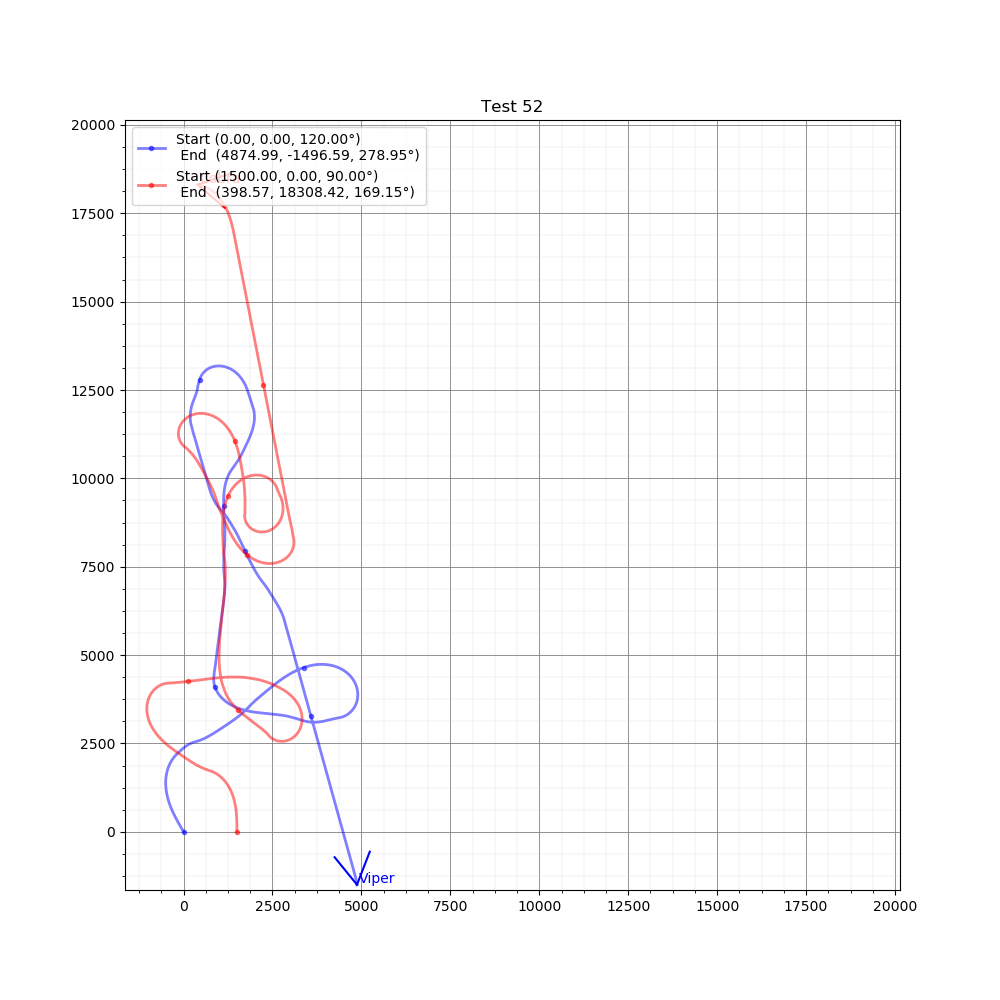 Test 52
Start (0.00, 0.00, 120.00°)
End (4874.99, -1496.59, 278.95°)
Start (1500.00, 0.00, 90.00°)
End (398.57, 18308.42, 169.15°)
20000
17500
15000
12500
10000
7500
5000
2500
0
Viper
0 2500 5000 7500 10000 12500 15000 17500 20000